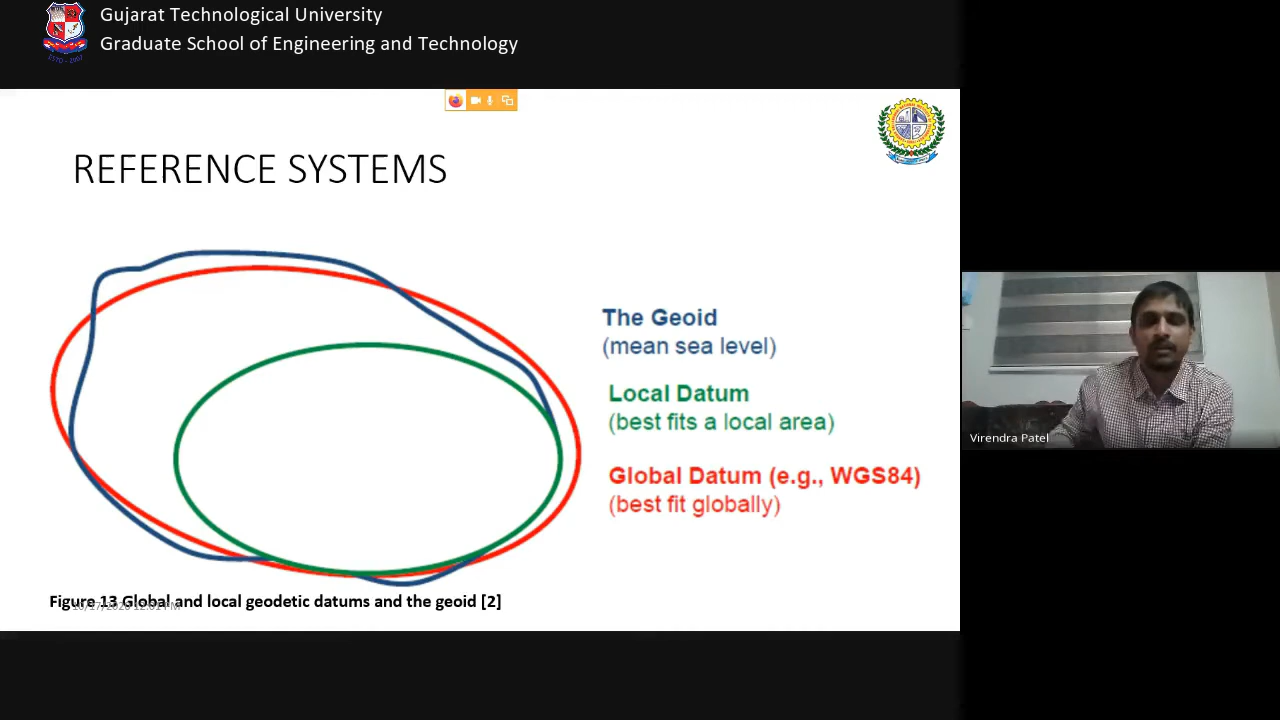 Gujarat Technological University
Graduate School of Engineering and Technology
REFERENCE SYSTEMS
The Geoid
(mean sea level)
Local Datum
(best fits a local area)
Global Datum (e.g., WGS84)
(best fit globally)
Virendra Patel
Figure 13 Global and local geodetic datums and the geoid [2]